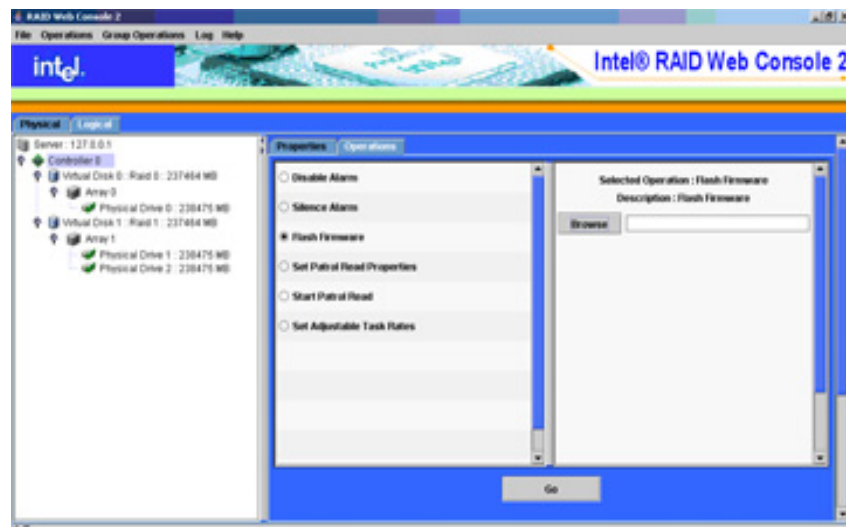 RAID Web Console 2
File Operations Group Operations Log Help
intel.
Intel® RAID Web Console 2
Physical Logical
Server: 127.0.0.1
Controller 0
Virtual Disk 0 : Raid 0 : 237464 MB
Array 0
Physical Drive 0 : 238475 MB
Virtual Disk 1 : Raid 1 : 237464 MB
Array 1
Physical Drive 1 : 238475 MB
Physical Drive 2 : 238475 MB
Properties Operations
Disable Alarm
Silence Alarm
Flash Firmware
Set Patrol Read Properties
Start Patrol Read
Set Adjustable Task Rates
Selected Operation : Flash Firmware
Description : Flash Firmware
Browse
Go